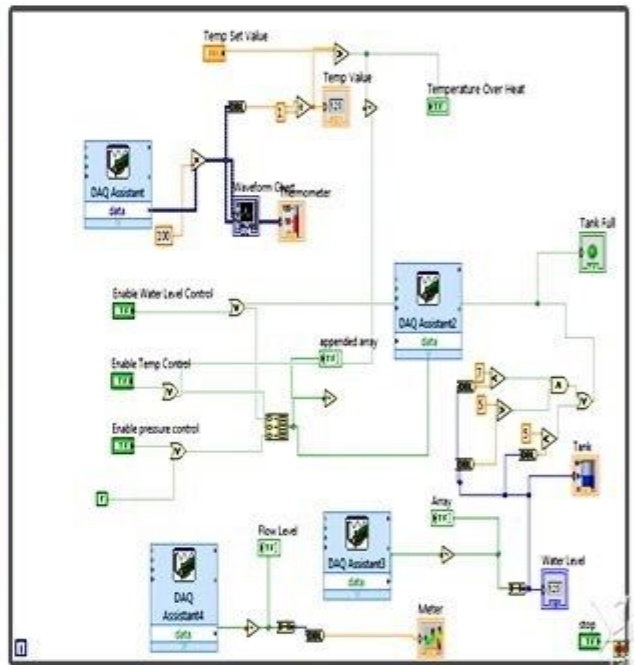 Temp Set Value
Temp Value
Temperature Over Heat
DAQ Assistant
data
Waveform Chart
Thermometer
100
Tank Full
Enable Water Level Control
DAQ Assistant2
data
Enable Temp Control
appended array
Enable pressure control
7
5
Tank
Array
Flow Level
DAQ Assistant3
data
Water Level
DAQ
Assistant4
data
Meter
stop
i